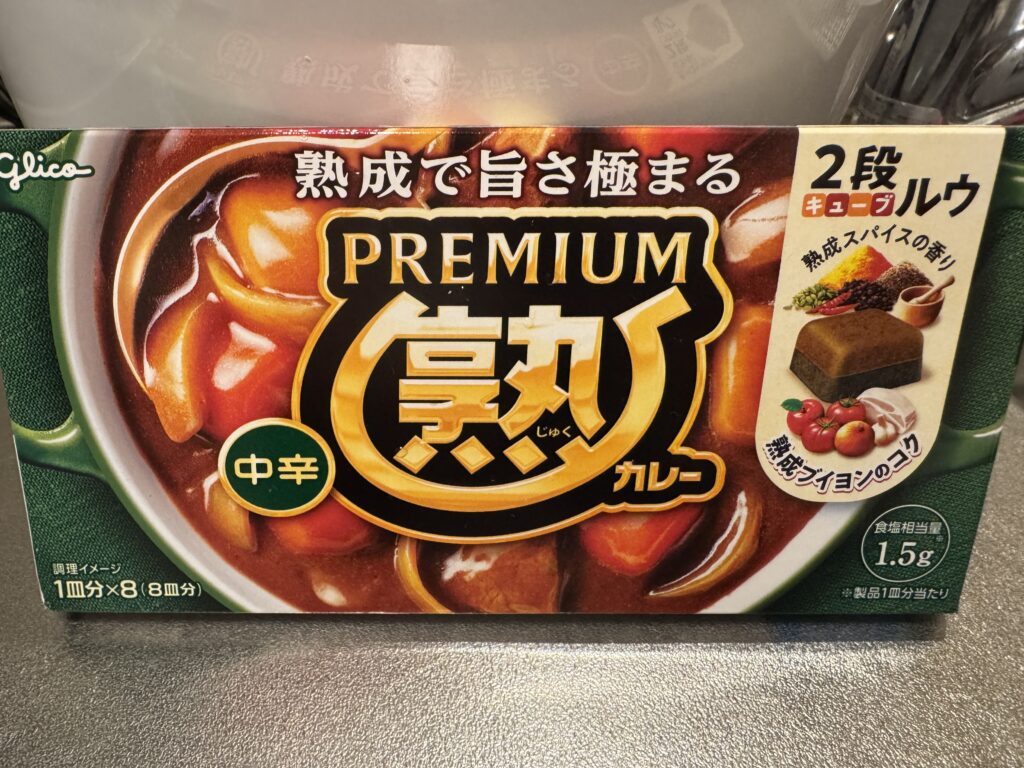 glico
熟成で旨さ極まる
PREMIUM
熟
じゅく
カレー
中辛
調理イメージ
1皿分×8(8皿分)
2段
キューブ
ルウ
熟成スパイスの香り
熟成ブイヨンのコク
食塩相当量※
1.5g
※製品1皿分当たり